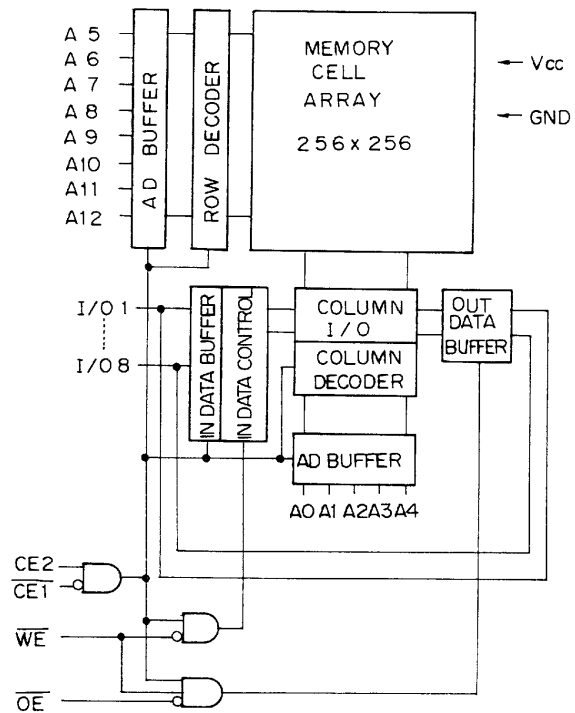 A 5
A 6
A 7
A 8
A 9
A10
A11
A12
AD BUFFER
ROW DECODER
MEMORY
CELL
ARRAY
256 x 256
Vcc
GND
I/O 1
I/O 8
IN DATA BUFFER
IN DATA CONTROL
COLUMN
I/O
COLUMN
DECODER
OUT
DATA
BUFFER
AD BUFFER
A0 A1 A2 A3 A4
CE2
CE1
WE
OE